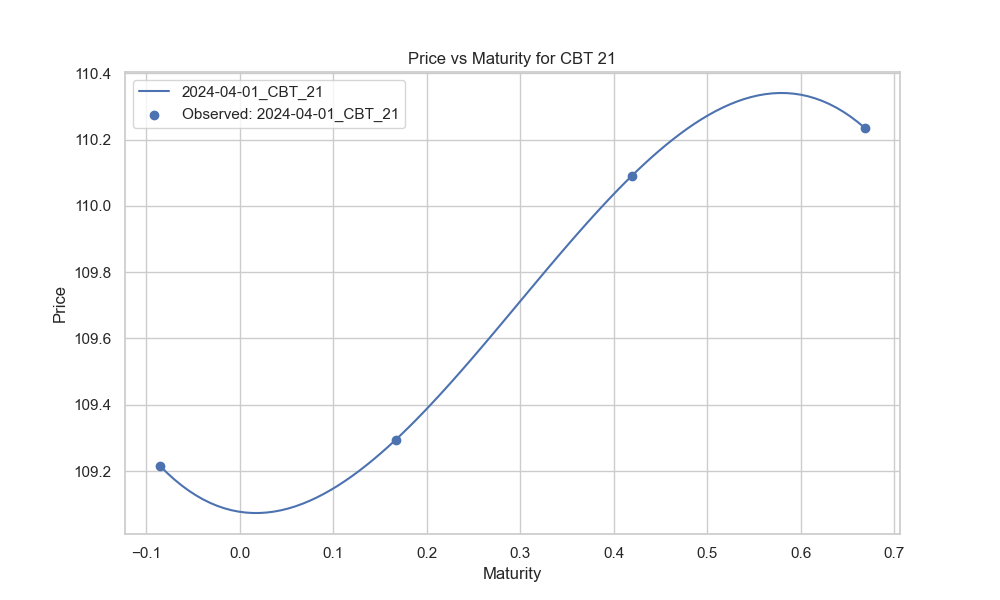 Price vs Maturity for CBT 21
2024-04-01_CBT_21
Observed: 2024-04-01_CBT_21
110.4
110.2
110.0
109.8
109.6
109.4
109.2
Price
−0.1 0.0 0.1 0.2 0.3 0.4 0.5 0.6 0.7
Maturity